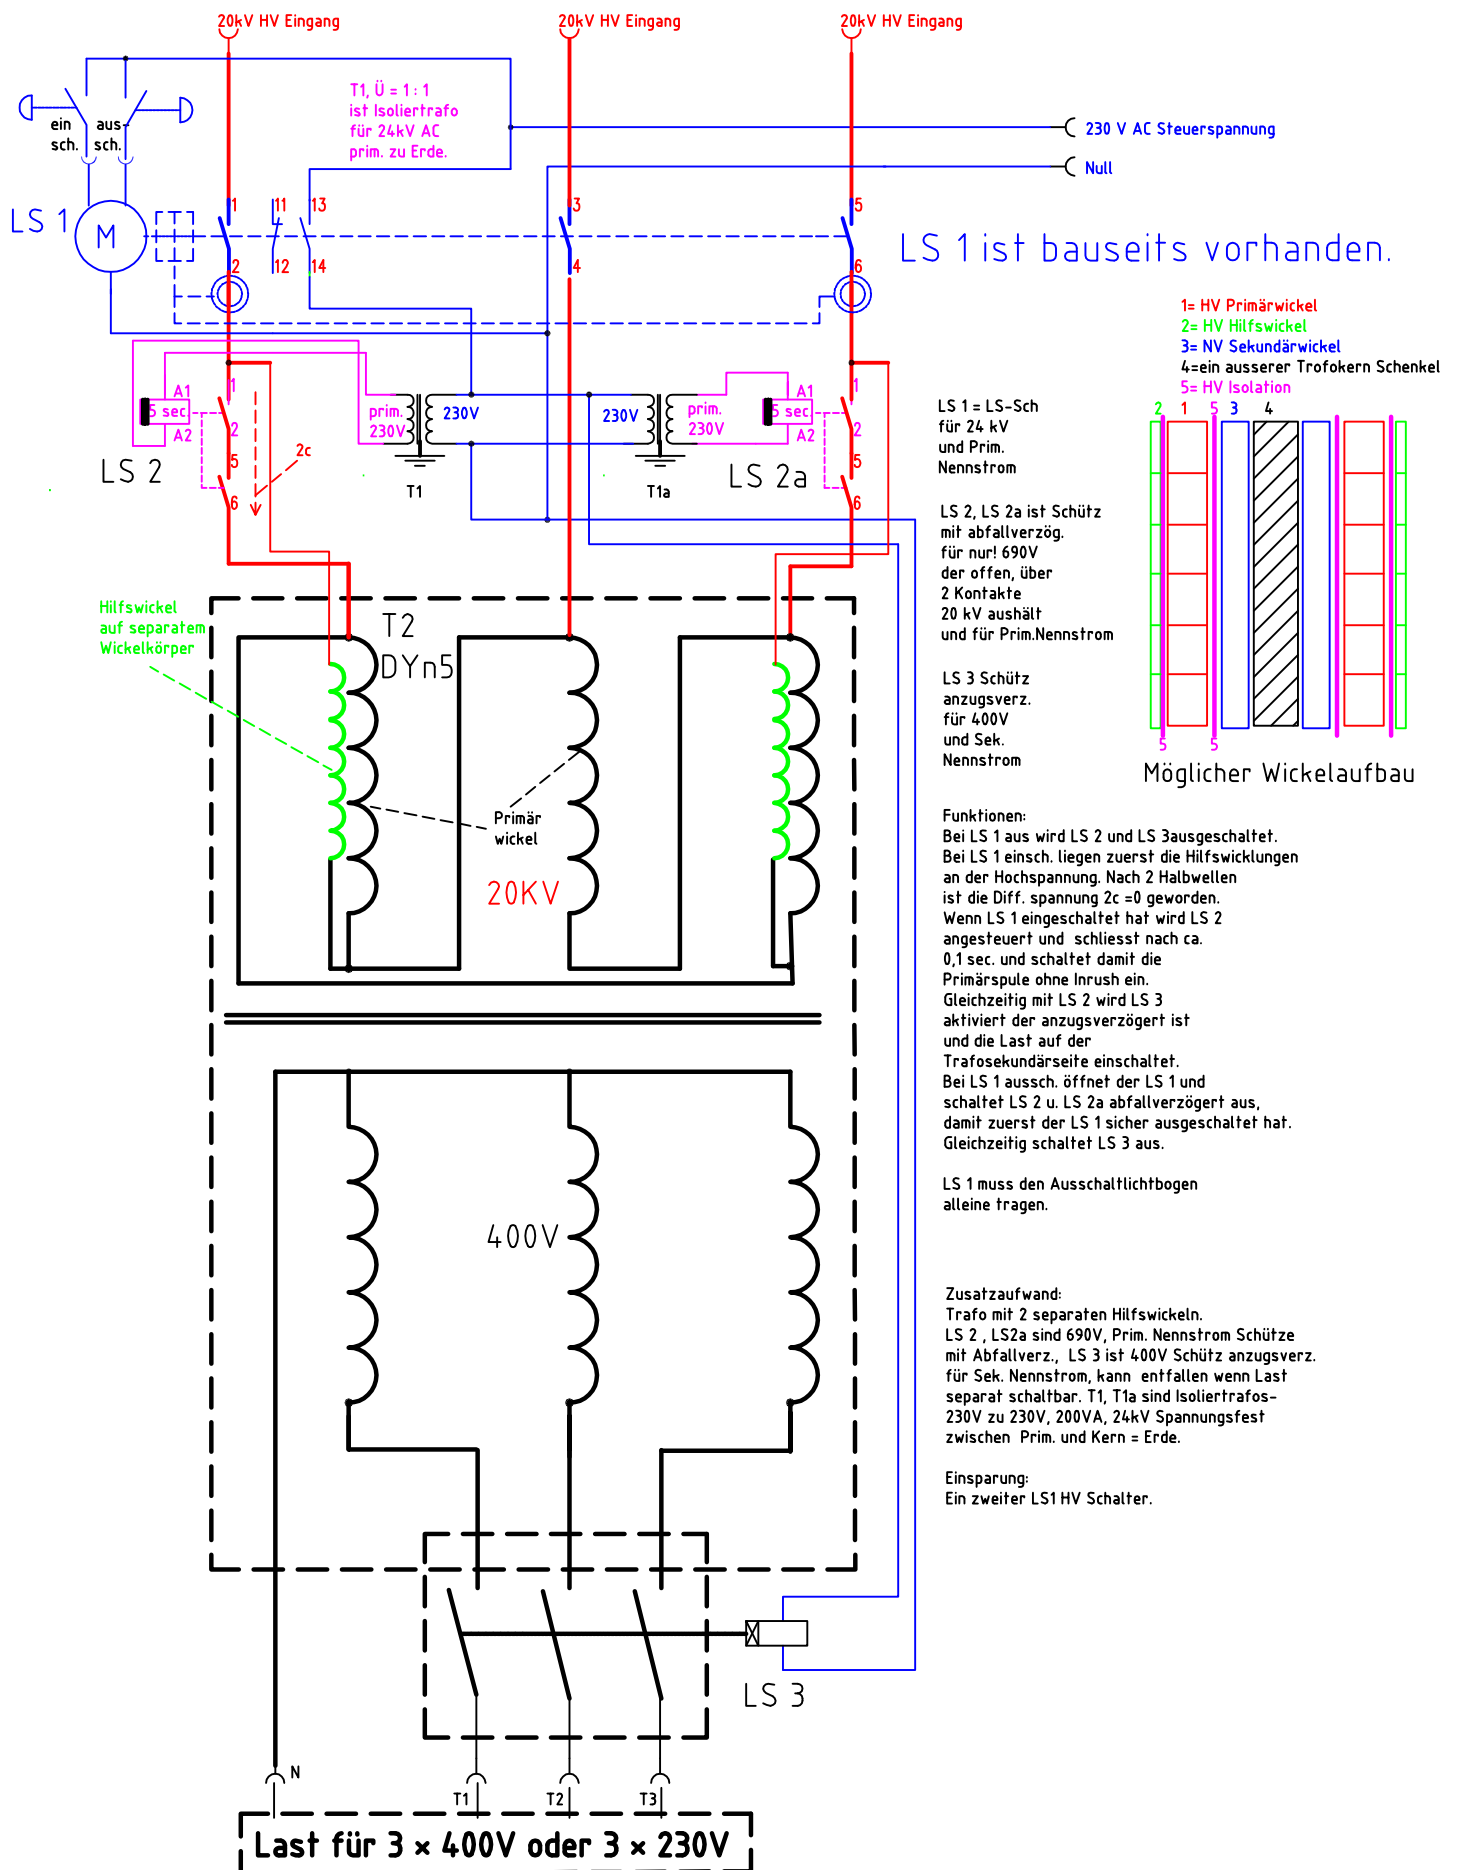 20kV HV Eingang
20kV HV Eingang
20kV HV Eingang
T1, Ü = 1 : 1
ist Isoliertrafo
für 24kV AC
prim. zu Erde.
ein aus-
sch. sch.
230 V AC Steuerspannung
Null
LS 1
M
1
11
13
3
5
2
12
14
4
6
LS 1 ist bauseits vorhanden.
1= HV Primärwickel
2= HV Hilfswickel
3= NV Sekundärwickel
4=ein ausserer Trofokern Schenkel
5= HV Isolation
2 1 5 3 4
5 5
Möglicher Wickelaufbau
A1
5 sec
A2
LS 2
1
2
5
6
2c
prim.
230V
230V
T1
230V
prim.
230V
T1a
A1
5 sec
A2
LS 2a
1
2
5
6
LS 1 = LS-Sch
für 24 kV
und Prim.
Nennstrom
LS 2, LS 2a ist Schütz
mit abfallverzög.
für nur! 690V
der offen, über
2 Kontakte
20 kV aushält
und für Prim.Nennstrom
LS 3 Schütz
anzugsverz.
für 400V
und Sek.
Nennstrom
Hilfswickel
auf separatem
Wickelkörper
T2
DYn5
Primär
wickel
20KV
Funktionen:
Bei LS 1 aus wird LS 2 und LS 3ausgeschaltet.
Bei LS 1 einsch. liegen zuerst die Hilfswicklungen
an der Hochspannung. Nach 2 Halbwellen
ist die Diff. spannung 2c =0 geworden.
Wenn LS 1 eingeschaltet hat wird LS 2
angesteuert und schliesst nach ca.
0,1 sec. und schaltet damit die
Primärspule ohne Inrush ein.
Gleichzeitig mit LS 2 wird LS 3
aktiviert der anzugsverzögert ist
und die Last auf der
Trafosekundärseite einschaltet.
Bei LS 1 aussch. öffnet der LS 1 und
schaltet LS 2 u. LS 2a abfallverzögert aus,
damit zuerst der LS 1 sicher ausgeschaltet hat.
Gleichzeitig schaltet LS 3 aus.
LS 1 muss den Ausschaltlichtbogen
alleine tragen.
400V
Zusatzaufwand:
Trafo mit 2 separaten Hilfswickeln.
LS 2 , LS2a sind 690V, Prim. Nennstrom Schütze
mit Abfallverz., LS 3 ist 400V Schütz anzugsverz.
für Sek. Nennstrom, kann entfallen wenn Last
separat schaltbar. T1, T1a sind Isoliertrafos-
230V zu 230V, 200VA, 24kV Spannungsfest
zwischen Prim. und Kern = Erde.
Einsparung:
Ein zweiter LS1 HV Schalter.
LS 3
N
T1
T2
T3
Last für 3 x 400V oder 3 x 230V